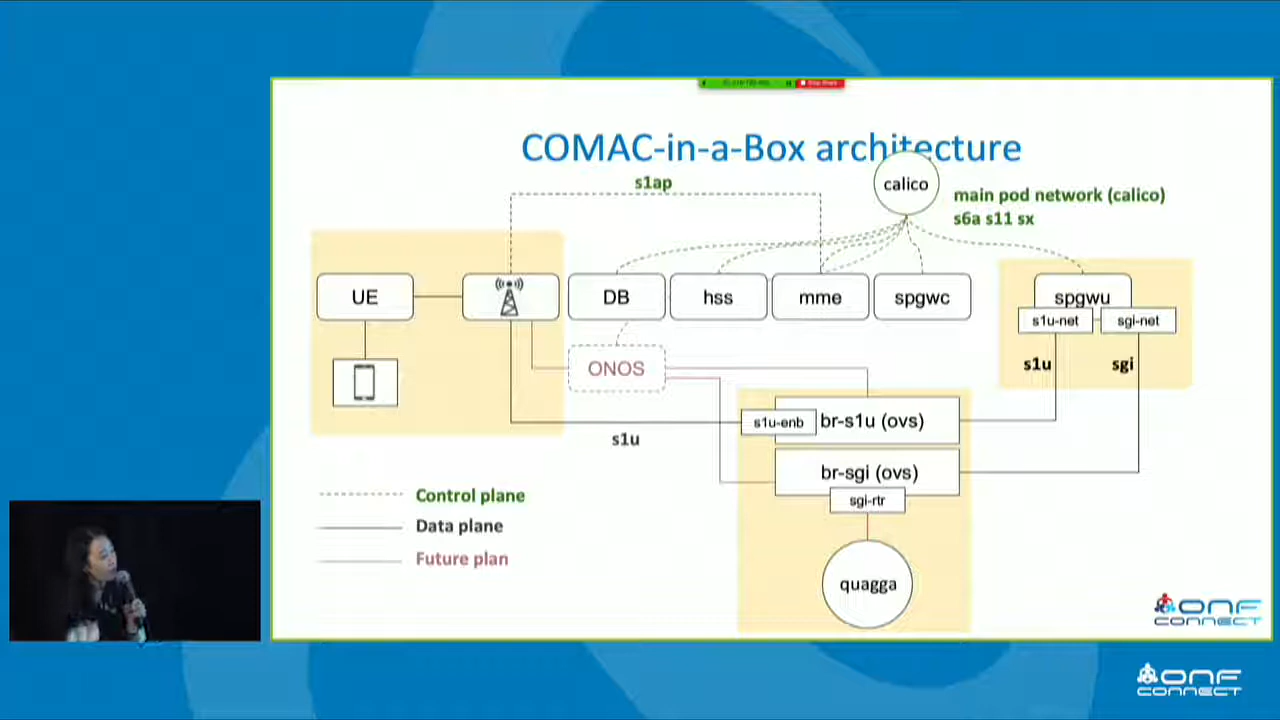 COMAC-in-a-Box architecture
s1ap
calico
main pod network (calico)
s6a s11 sx
UE
DB
hss
mme
spgwc
spgwu
s1u-net
sgi-net
s1u
sgi
ONOS
s1u-enb
br-s1u (ovs)
s1u
br-sgi (ovs)
sgi-rtr
quagga
Control plane
Data plane
Future plan
ONF
CONNECT
ONF
CONNECT